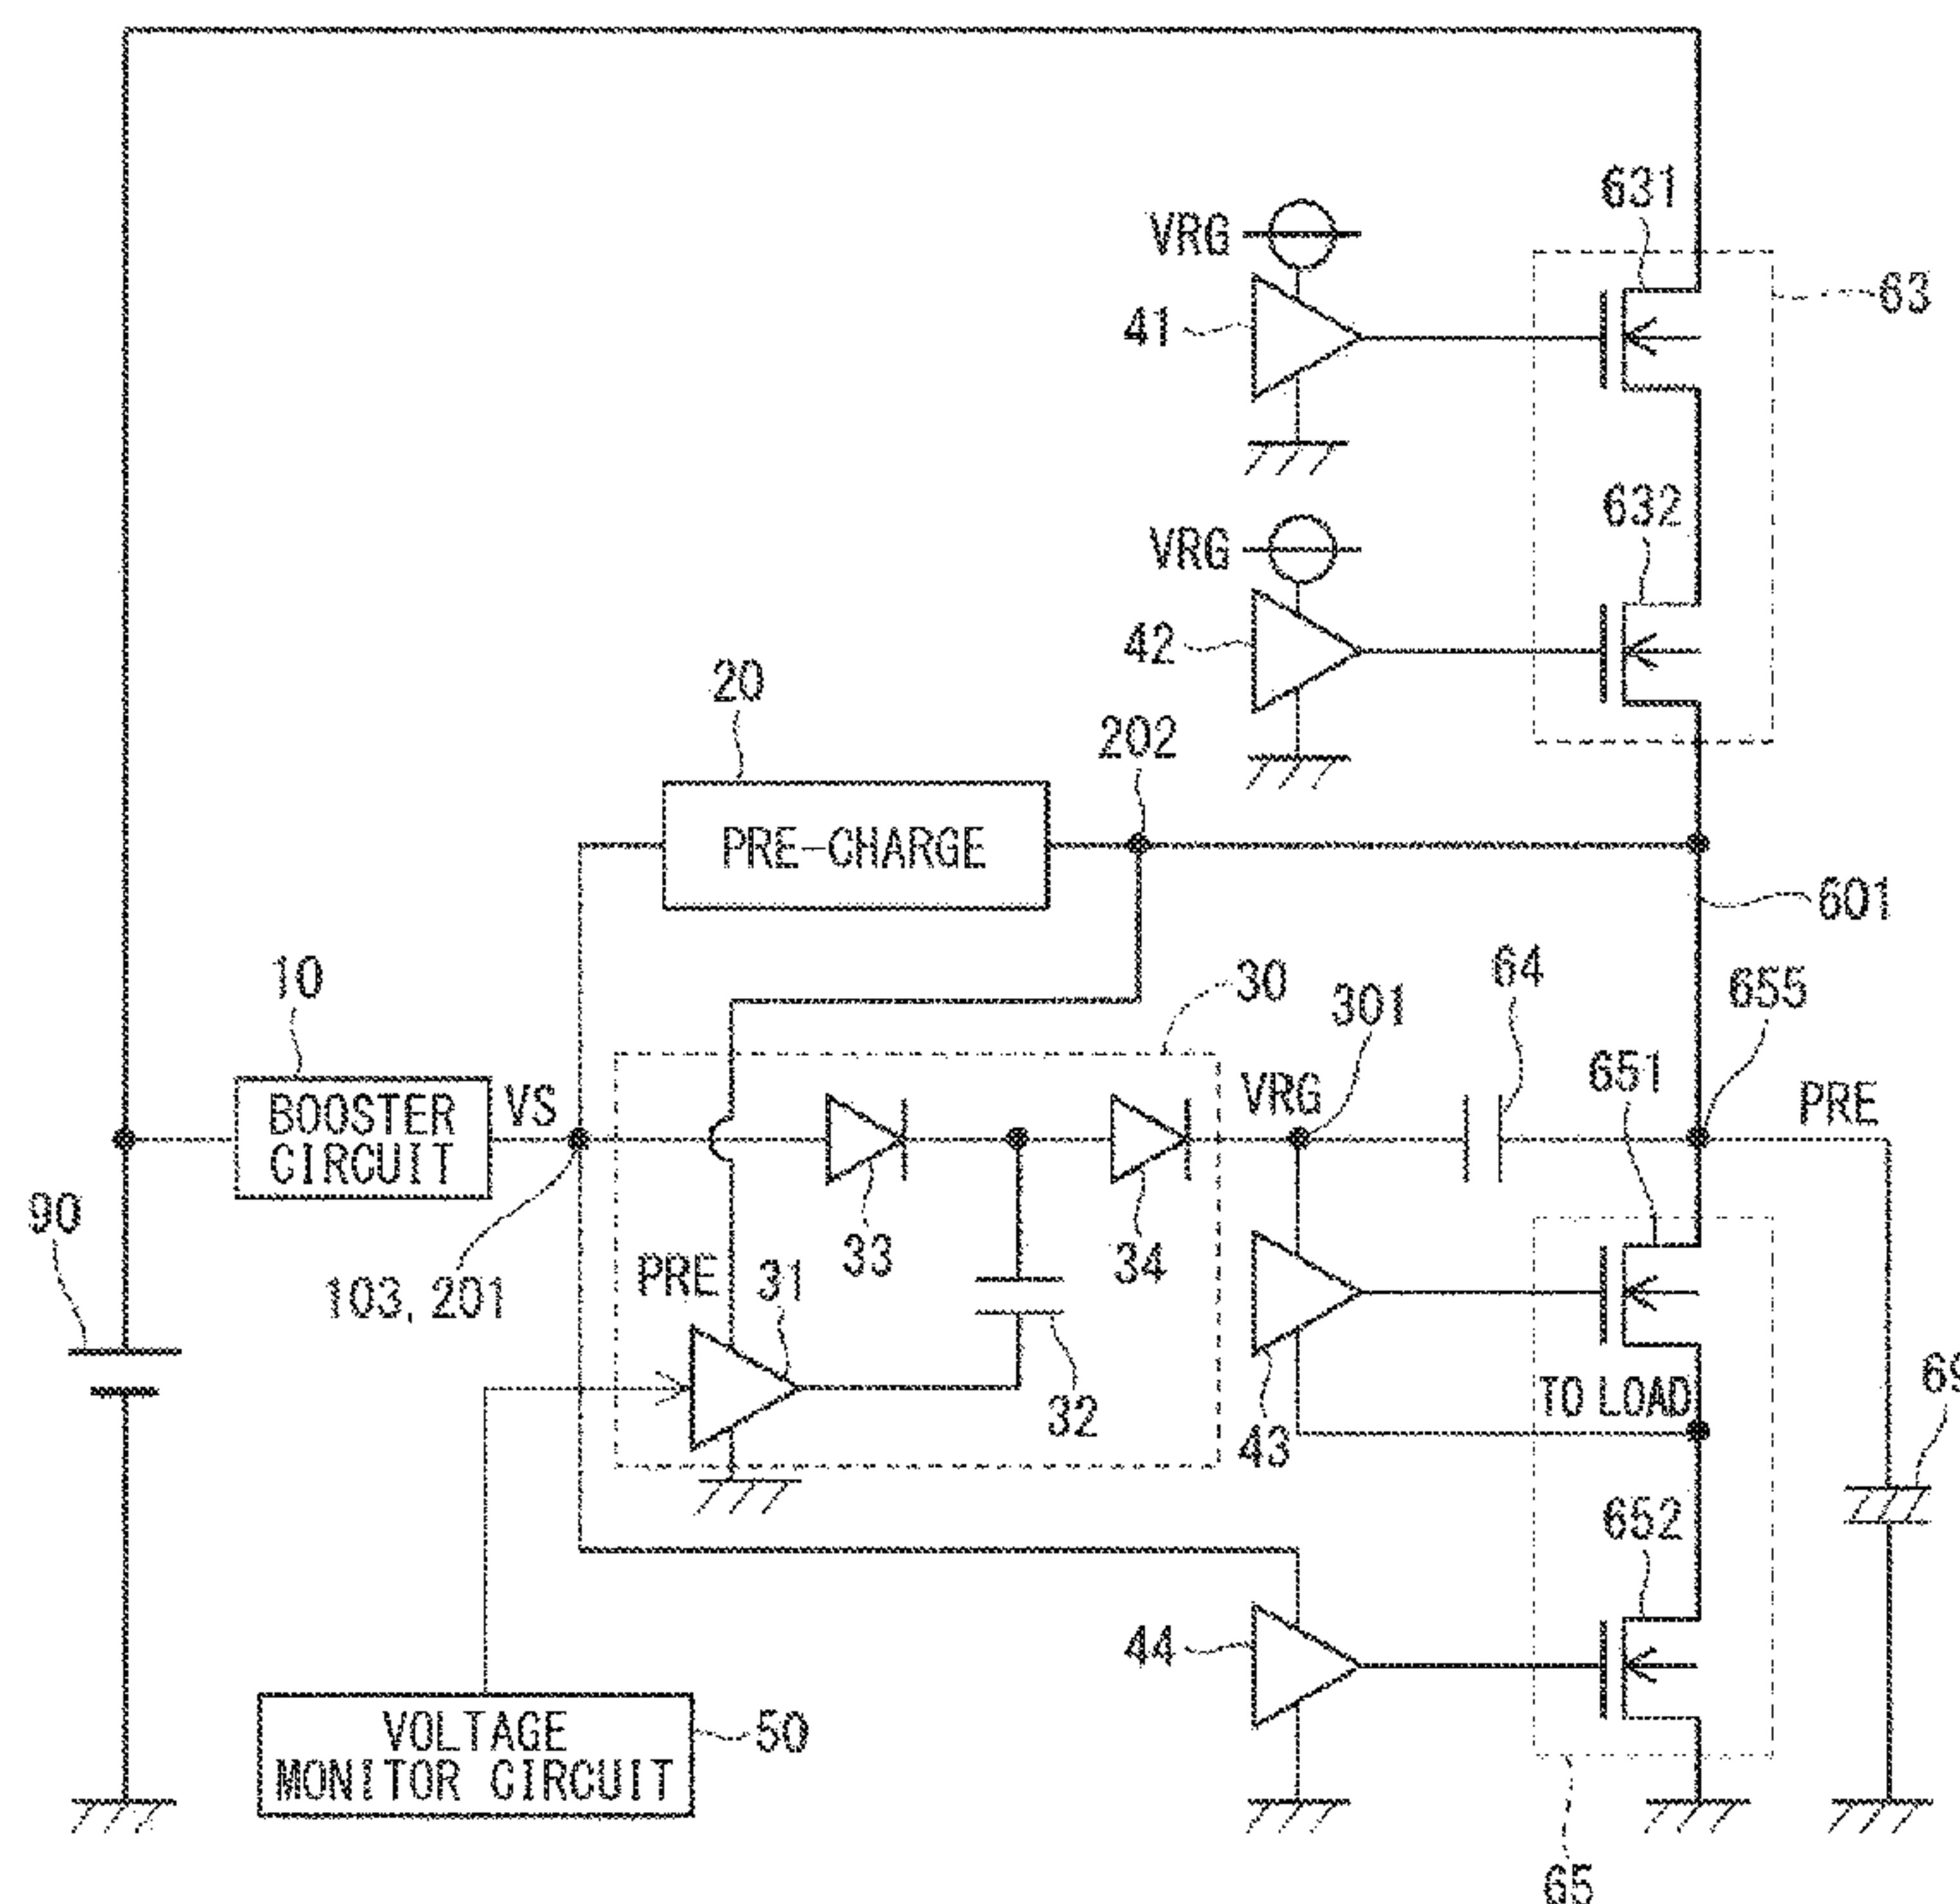 631
VRG
63
41
632
VRG
42
20
202
PRE-CHARGE
601
10
30
301
64
655
VRG
651
PRE
BOOSTER
CIRCUIT
VS
90
33
34
103, 201
PRE
31
32
43
TO LOAD
69
652
44
VOLTAGE
MONITOR CIRCUIT
50
65